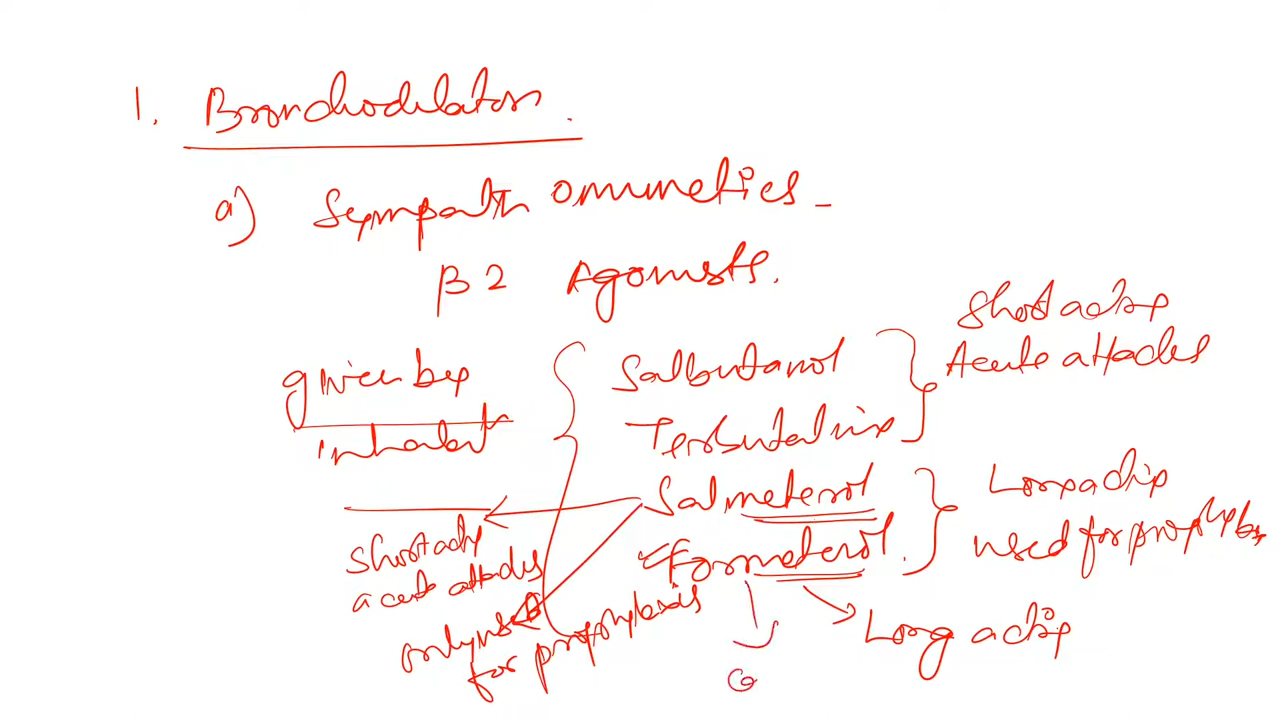 1. Bronchodilators.
a) Sympathomimetics -
β2 Agonists.
given by
inhalant
Salbutamol
Terbutaline
Salmeterol
Formeterol.
Short acting
Acute attacks
Long acting
used for prophylaxis
short acting
acute attacks
only used
for prophylaxis
Long acting
G